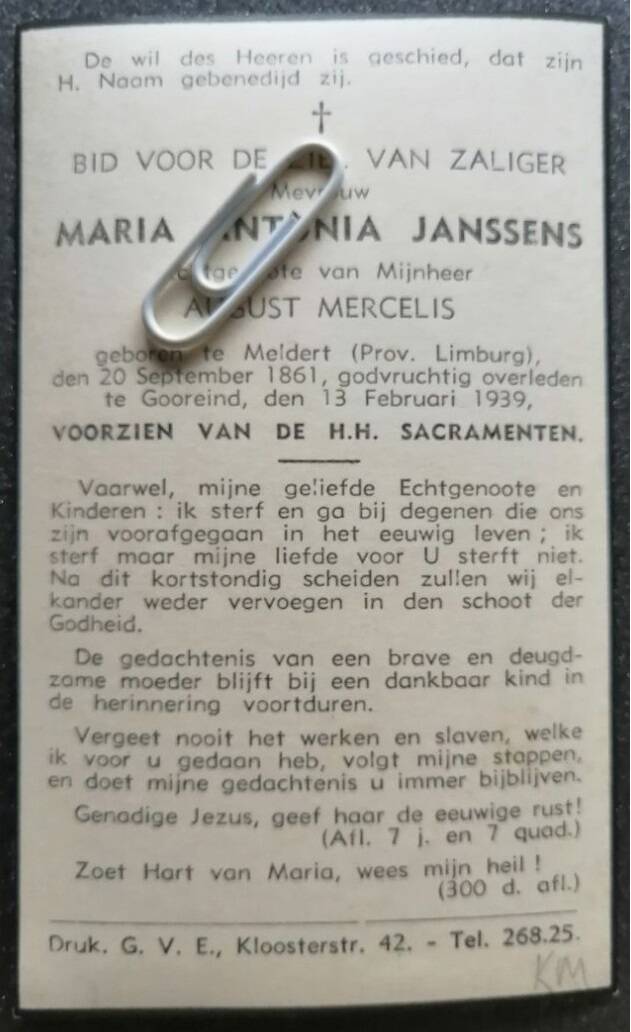 De wil des Heeren is geschied, dat zijn
H. Naam gebenedijd zij.
BID VOOR DE VAN ZALIGER
Mevrouw
MARIA ANTONIA JANSSENS
van Mijnheer
AUGUST MERCELIS
geboren te Meldert (Prov. Limburg),
den 20 September 1861, godvruchtig overleden
te Gooreind, den 13 Februari 1939,
VOORZIEN VAN DE H.H. SACRAMENTEN.
Vaarwel, mijne geliefde Echtgenoote en
Kinderen : ik sterf en ga bij degenen die ons
zijn voorafgegaan in het eeuwig leven ; ik
sterf maar mijne liefde voor U sterft niet.
Na dit kortstondig scheiden zullen wij el-
kander weder vervoegen in den schoot der
Godheid.
De gedachtenis van een brave en deugd-
zame moeder blijft bij een dankbaar kind in
de herinnering voortduren.
Vergeet nooit het werken en slaven, welke
ik voor u gedaan heb, volgt mijne stappen,
en doet mijne gedachtenis u immer bijblijven.
Genadige Jezus, geef haar de eeuwige rust!
(Afl. 7 j. en 7 quad.)
Zoet Hart van Maria, wees mijn heil !
(300 d. afl.)
Druk. G. V. E., Kloosterstr. 42. - Tel. 268.25.
KM